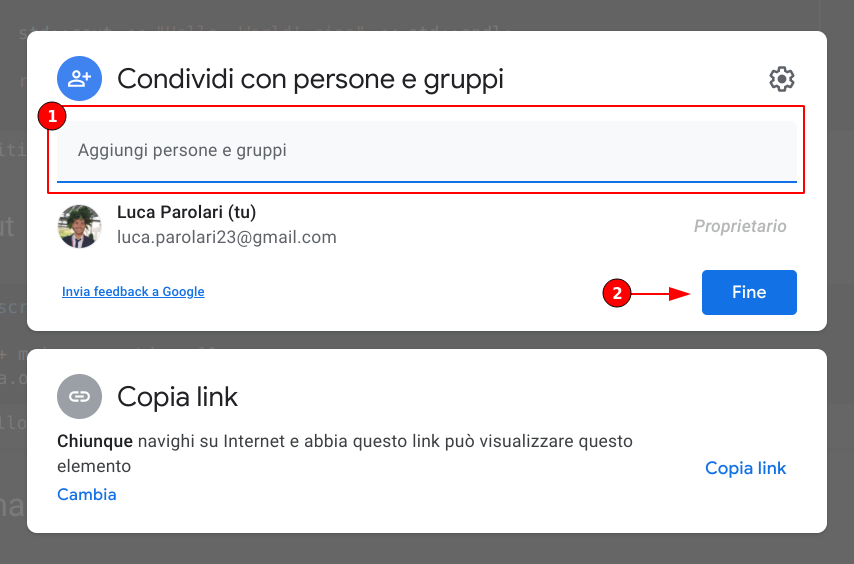 Condividi con persone e gruppi
1
Aggiungi persone e gruppi
Luca Parolari (tu)
luca.parolari23@gmail.com
Proprietario
Invia feedback a Google
2
Fine
Copia link
Chiunque navighi su Internet e abbia questo link può visualizzare questo
elemento
Copia link
Cambia